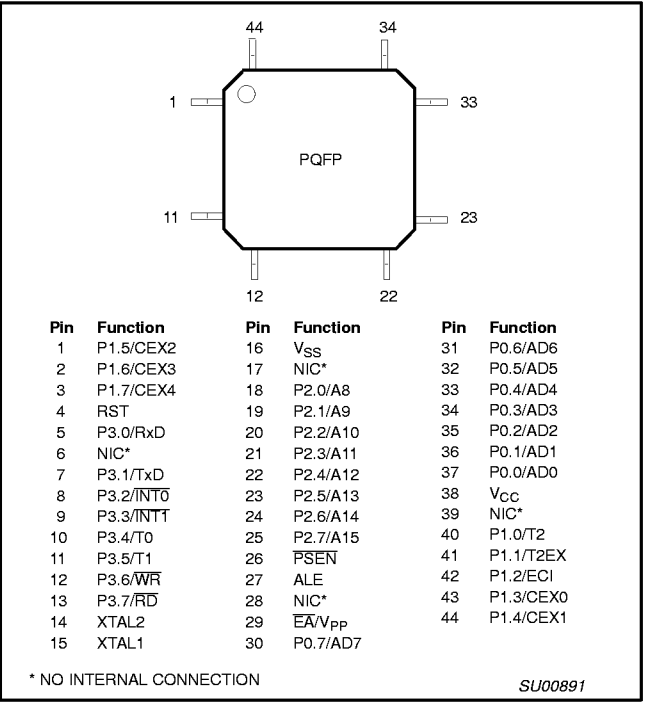 44 34
1 33
PQFP
11 23
12 22
Pin Function Pin Function Pin Function
1 P1.5/CEX2 16 VSS 31 P0.6/AD6
2 P1.6/CEX3 17 NIC* 32 P0.5/AD5
3 P1.7/CEX4 18 P2.0/A8 33 P0.4/AD4
4 RST 19 P2.1/A9 34 P0.3/AD3
5 P3.0/RxD 20 P2.2/A10 35 P0.2/AD2
6 NIC* 21 P2.3/A11 36 P0.1/AD1
7 P3.1/TxD 22 P2.4/A12 37 P0.0/AD0
8 P3.2/I̅N̅T̅0̅ 23 P2.5/A13 38 VCC
9 P3.3/I̅N̅T̅1̅ 24 P2.6/A14 39 NIC*
10 P3.4/T0 25 P2.7/A15 40 P1.0/T2
11 P3.5/T1 26 P̅S̅E̅N̅ 41 P1.1/T2EX
12 P3.6/W̅R̅ 27 ALE 42 P1.2/ECI
13 P3.7/R̅D̅ 28 NIC* 43 P1.3/CEX0
14 XTAL2 29 E̅A̅/VPP 44 P1.4/CEX1
15 XTAL1 30 P0.7/AD7
* NO INTERNAL CONNECTION
SU00891